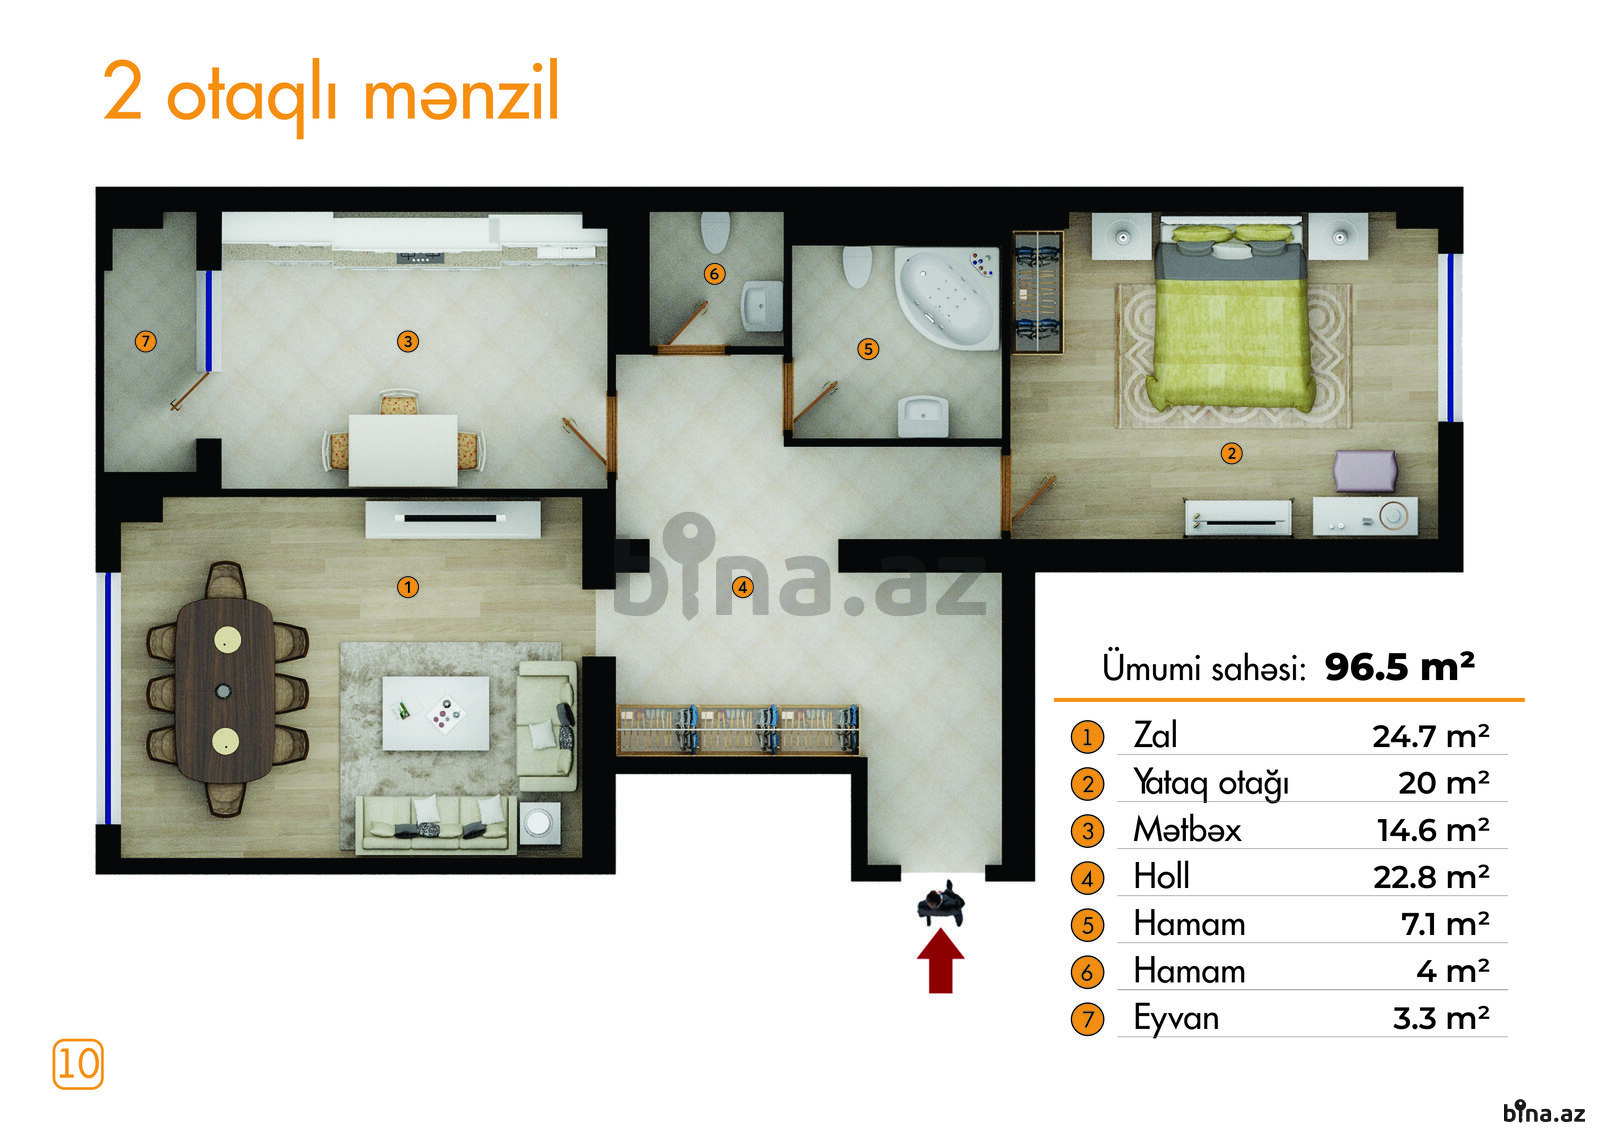 2 otaqlı mənzil
7
3
6
5
2
1
4
bına.az
Ümumi sahəsi: 96.5 m²
1 Zal 24.7 m²
2 Yataq otağı 20 m²
3 Mətbəx 14.6 m²
4 Holl 22.8 m²
5 Hamam 7.1 m²
6 Hamam 4 m²
7 Eyvan 3.3 m²
10
bına.az